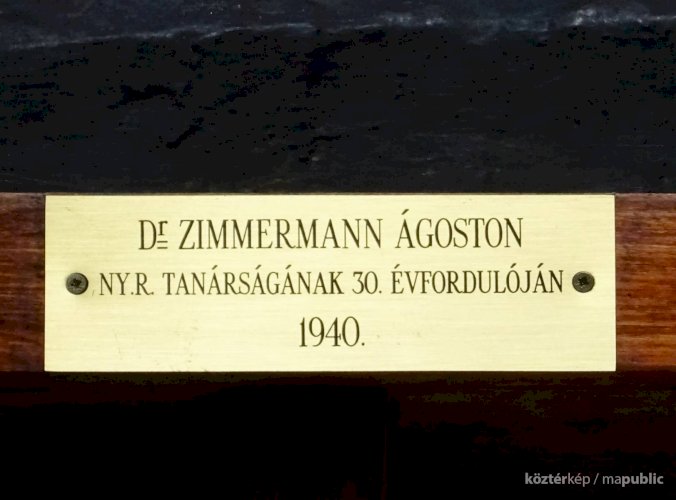 Dr ZIMMERMANN ÁGOSTON
NY.R. TANÁRSÁGÁNAK 30. ÉVFORDULÓJÁN
1940.
köztérkép / mapublic